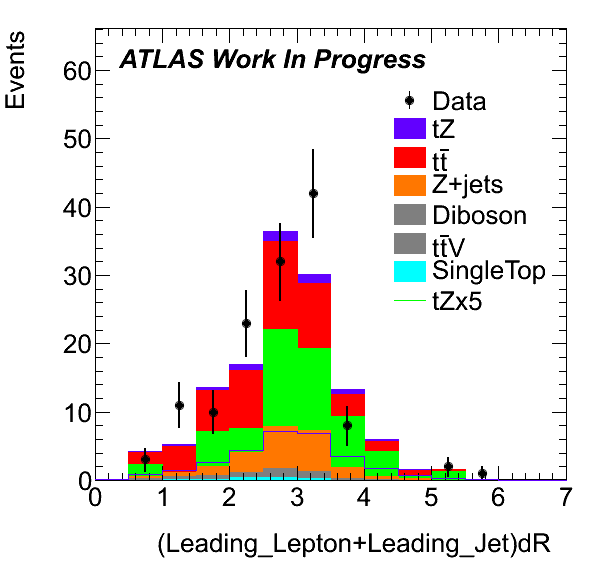 Events
ATLAS Work In Progress
Data
tZ
tt̄
Z+jets
Diboson
tt̄V
SingleTop
tZx5
60
50
40
30
20
10
0
0 1 2 3 4 5 6 7
(Leading_Lepton+Leading_Jet)dR